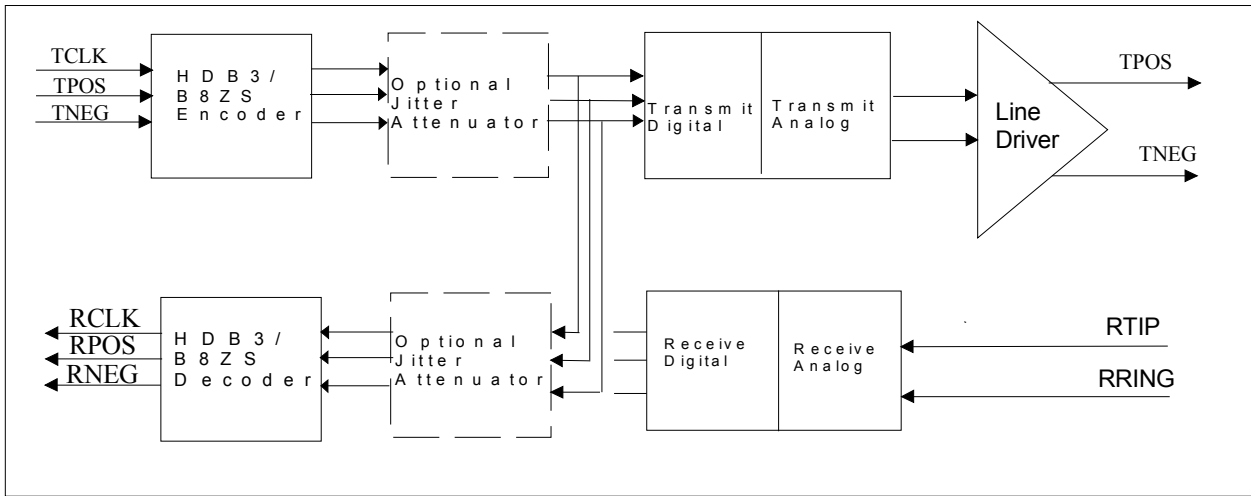 TCLK
TPOS
TNEG
HDB3/
B8ZS
Encoder
Optional
Jitter
Attenuator
Transmit
Digital
Transmit
Analog
Line
Driver
TPOS
TNEG
RCLK
RPOS
RNEG
HDB3/
B8ZS
Decoder
Optional
Jitter
Attenuator
Receive
Digital
Receive
Analog
RTIP
RRING